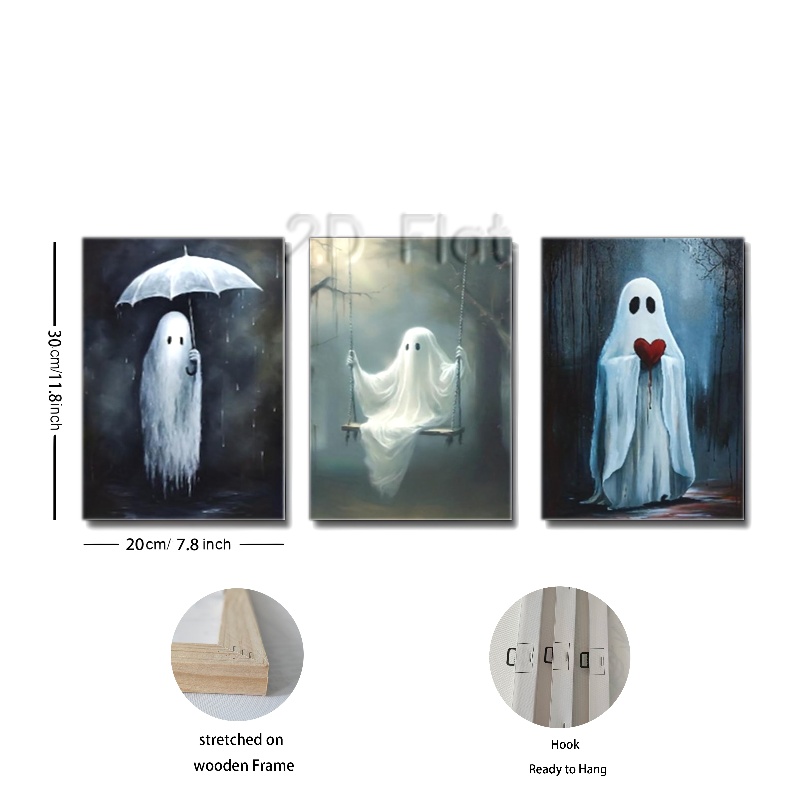 2D Flat
30cm/11.8inch
20cm/ 7.8 inch
stretched on
wooden Frame
Hook
Ready to Hang